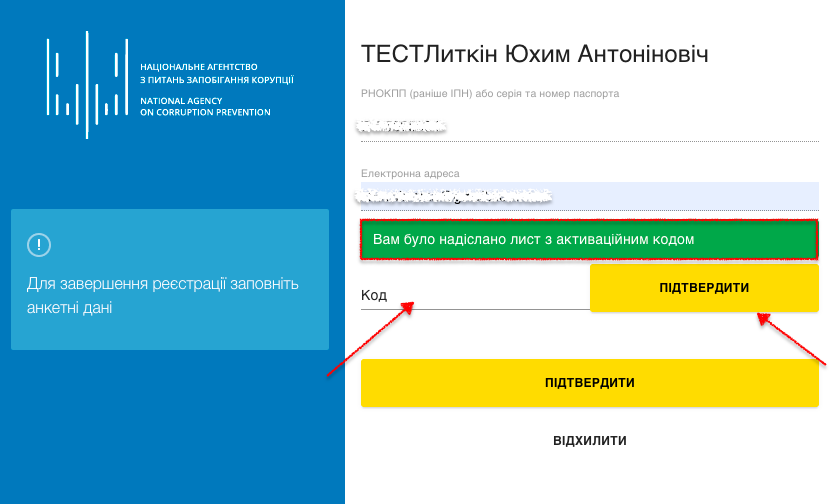 НАЦІОНАЛЬНЕ АГЕНТСТВО
З ПИТАНЬ ЗАПОБІГАННЯ КОРУПЦІЇ
NATIONAL AGENCY
ON CORRUPTION PREVENTION
!
Для завершення реєстрації заповніть
анкетні дані
ТЕСТЛиткін Юхим Антоніновіч
РНОКПП (раніше ІПН) або серія та номер паспорта
Електронна адреса
Вам було надіслано лист з активаційним кодом
Код
ПІДТВЕРДИТИ
ПІДТВЕРДИТИ
ВІДХИЛИТИ